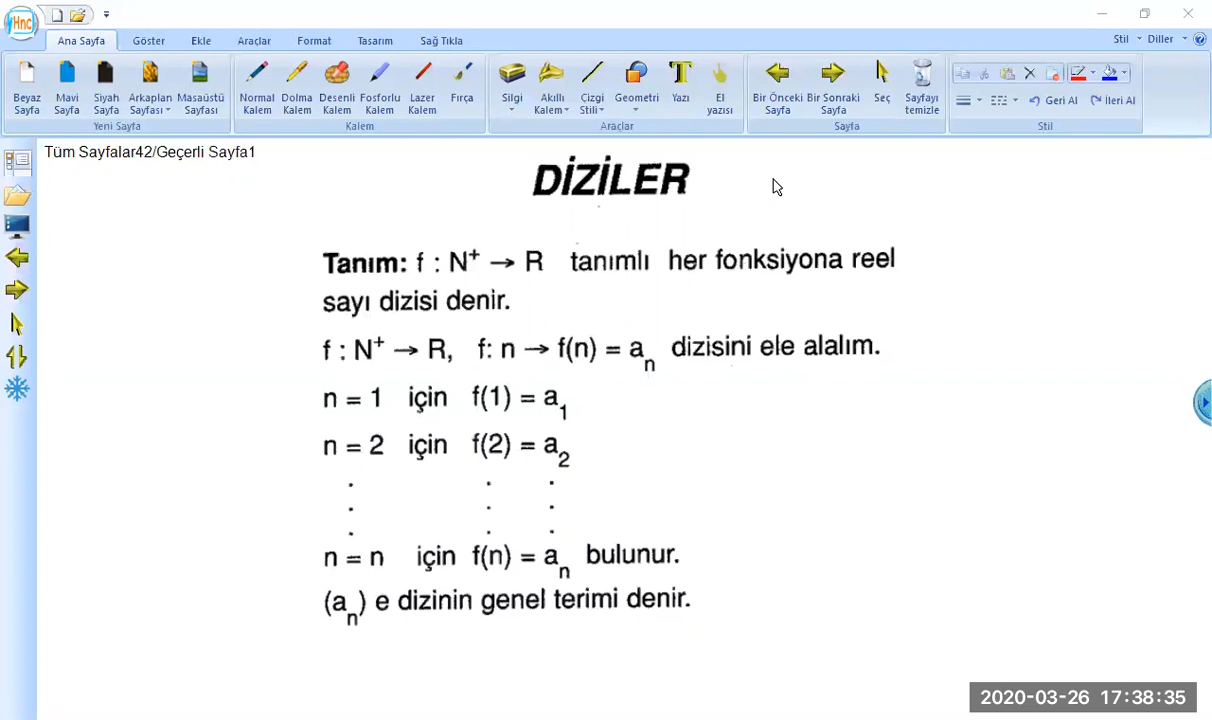 Hnc
Ana Sayfa Göster Ekle Araçlar Format Tasarım Sağ Tıkla Stil Diller
Beyaz Sayfa Mavi Sayfa Siyah Sayfa Arkaplan Sayfası Masaüstü Sayfası Normal Kalem Dolma Kalem Desenli Kalem Fosforlu Kalem Lazer Kalem Fırça Silgi Akıllı Kalem Çizgi Stili Geometri Yazı El yazısı Bir Önceki Sayfa Bir Sonraki Sayfa Seç Sayfayı temizle Geri Al İleri Al
Yeni Sayfa Kalem Araçlar Sayfa Stil
Tüm Sayfalar42/Geçerli Sayfa1
DİZİLER
Tanım: f : N⁺ → R tanımlı her fonksiyona reel
sayı dizisi denir.
f : N⁺ → R, f: n → f(n) = aₙ dizisini ele alalım.
n = 1 için f(1) = a₁
n = 2 için f(2) = a₂
. . .
. . .
. . .
n = n için f(n) = aₙ bulunur.
(aₙ) e dizinin genel terimi denir.
2020-03-26 17:38:35